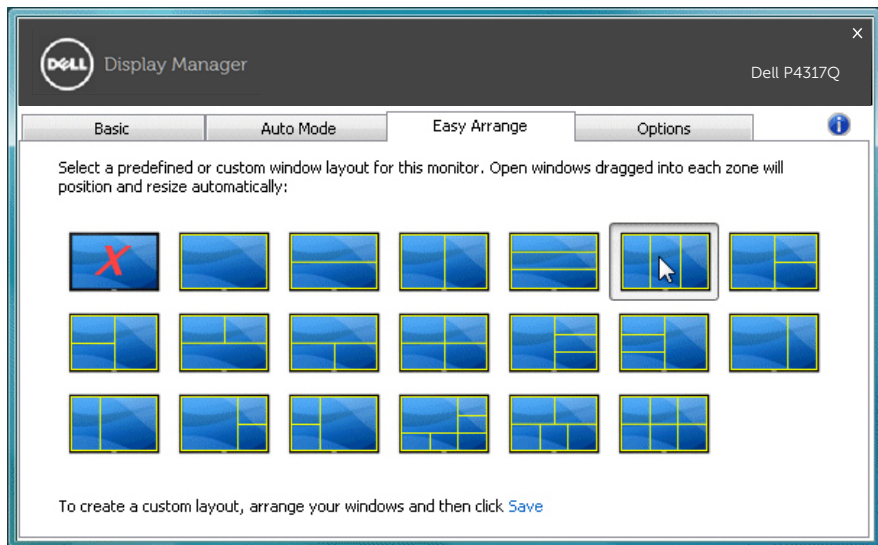 X
DELL Display Manager
Dell P4317Q
Basic Auto Mode Easy Arrange Options i
Select a predefined or custom window layout for this monitor. Open windows dragged into each zone will
position and resize automatically:
X
To create a custom layout, arrange your windows and then click Save